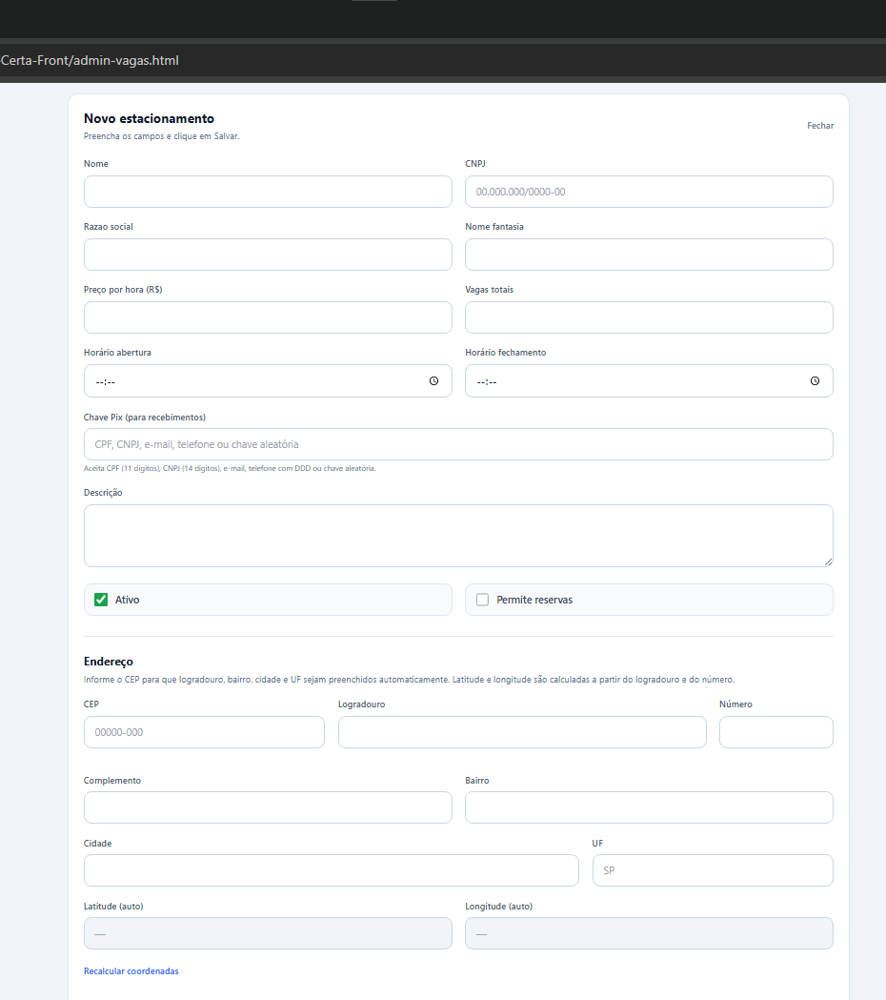 -Certa-Front/admin-vagas.html
Novo estacionamento
Preencha os campos e clique em Salvar.
Fechar
Nome
CNPJ
00.000.000/0000-00
Razao social
Nome fantasia
Preço por hora (R$)
Vagas totais
Horário abertura
Horário fechamento
--:--
--:--
Chave Pix (para recebimentos)
CPF, CNPJ, e-mail, telefone ou chave aleatória
Aceita CPF (11 dígitos), CNPJ (14 dígitos), e-mail, telefone com DDD ou chave aleatória.
Descrição
Ativo
Permite reservas
Endereço
Informe o CEP para que logradouro, bairro, cidade e UF sejam preenchidos automaticamente. Latitude e longitude são calculadas a partir do logradouro e do número.
CEP
Logradouro
Número
00000-000
Complemento
Bairro
Cidade
UF
SP
Latitude (auto)
Longitude (auto)
—
—
Recalcular coordenadas